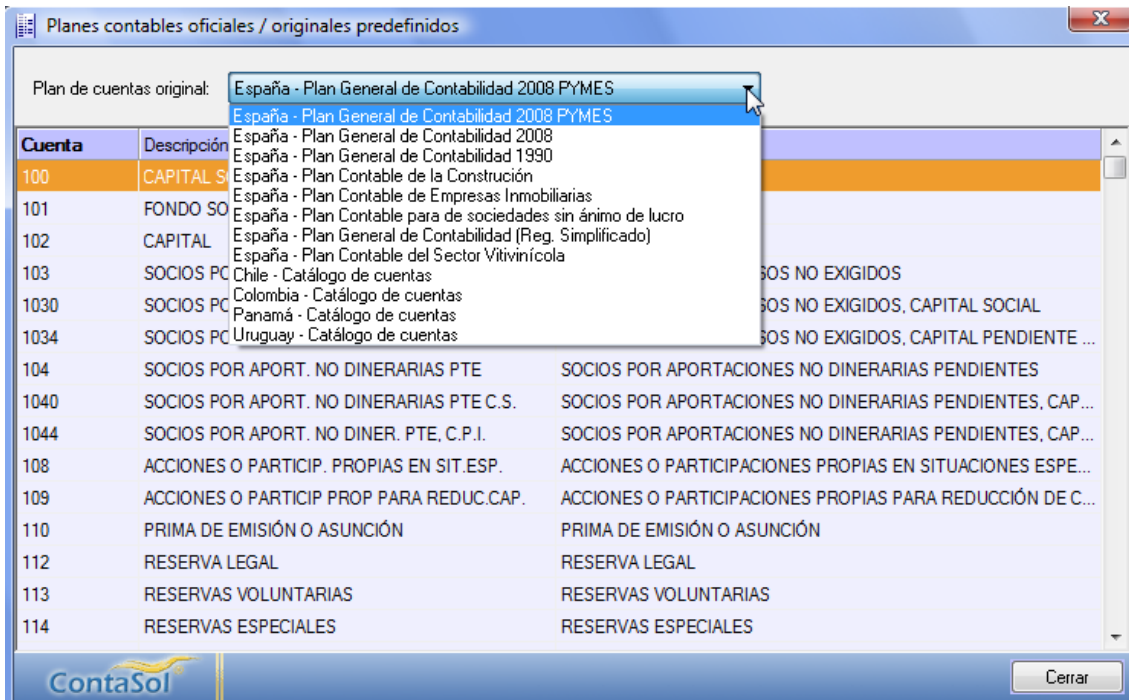 Planes contables oficiales / originales predefinidos
Plan de cuentas original: España - Plan General de Contabilidad 2008 PYMES
España - Plan General de Contabilidad 2008 PYMES
España - Plan General de Contabilidad 2008
España - Plan General de Contabilidad 1990
España - Plan Contable de la Construción
España - Plan Contable de Empresas Inmobiliarias
España - Plan Contable para de sociedades sin ánimo de lucro
España - Plan General de Contabilidad (Reg. Simplificado)
España - Plan Contable del Sector Vitivinícola
Chile - Catálogo de cuentas
Colombia - Catálogo de cuentas
Panamá - Catálogo de cuentas
Uruguay - Catálogo de cuentas
Cuenta Descripción
100 CAPITAL
101 FONDO
102 CAPITAL
103 SOCIOS NO EXIGIDOS
1030 SOCIOS NO EXIGIDOS, CAPITAL SOCIAL
1034 SOCIOS NO EXIGIDOS, CAPITAL PENDIENTE ...
104 SOCIOS POR APORT. NO DINERARIAS PTE SOCIOS POR APORTACIONES NO DINERARIAS PENDIENTES
1040 SOCIOS POR APORT. NO DINERARIAS PTE C.S. SOCIOS POR APORTACIONES NO DINERARIAS PENDIENTES, CAP...
1044 SOCIOS POR APORT. NO DINER. PTE, C.P.I. SOCIOS POR APORTACIONES NO DINERARIAS PENDIENTES, CAP...
108 ACCIONES O PARTICIP. PROPIAS EN SIT.ESP. ACCIONES O PARTICIPACIONES PROPIAS EN SITUACIONES ESPE...
109 ACCIONES O PARTICIP PROP PARA REDUC.CAP. ACCIONES O PARTICIPACIONES PROPIAS PARA REDUCCIÓN DE C...
110 PRIMA DE EMISIÓN O ASUNCIÓN PRIMA DE EMISIÓN O ASUNCIÓN
112 RESERVA LEGAL RESERVA LEGAL
113 RESERVAS VOLUNTARIAS RESERVAS VOLUNTARIAS
114 RESERVAS ESPECIALES RESERVAS ESPECIALES
ContaSol Cerrar